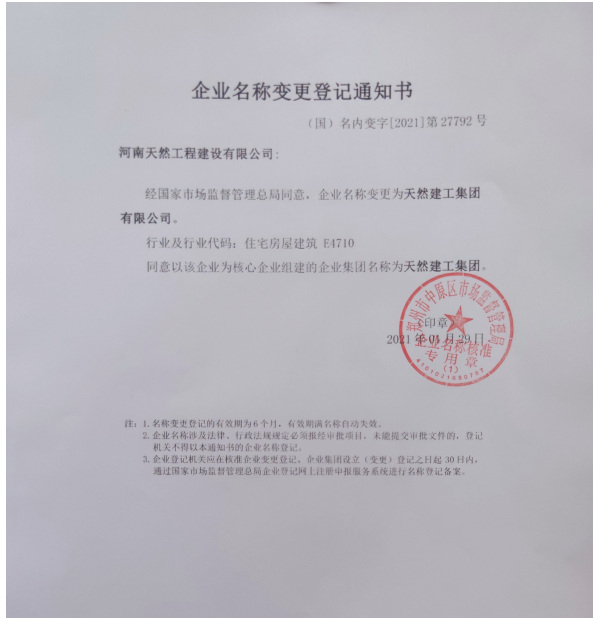 企业名称变更登记通知书
（国）名内变字[2021]第27792号
河南天然工程建设有限公司：
经国家市场监督管理总局同意，企业名称变更为天然建工集团
有限公司。
行业及行业代码：住宅房屋建筑 E4710
同意以该企业为核心企业组建的企业集团名称为天然建工集团。
郑州市中原区市场监督管理局
（印章）
2021年01月29日
企业名称核准
专用章
（1）
注：1.名称变更登记的有效期为6个月，有效期满名称自动失效。
2.企业名称涉及法律、行政法规规定必须报经审批项目，未能提交审批文件的，登记
机关不得以本通知书的企业名称登记。
3.企业登记机关应在核准企业变更登记、企业集团设立（变更）登记之日起30日内，
通过国家市场监督管理总局企业登记网上注册申报服务系统进行名称登记备案。